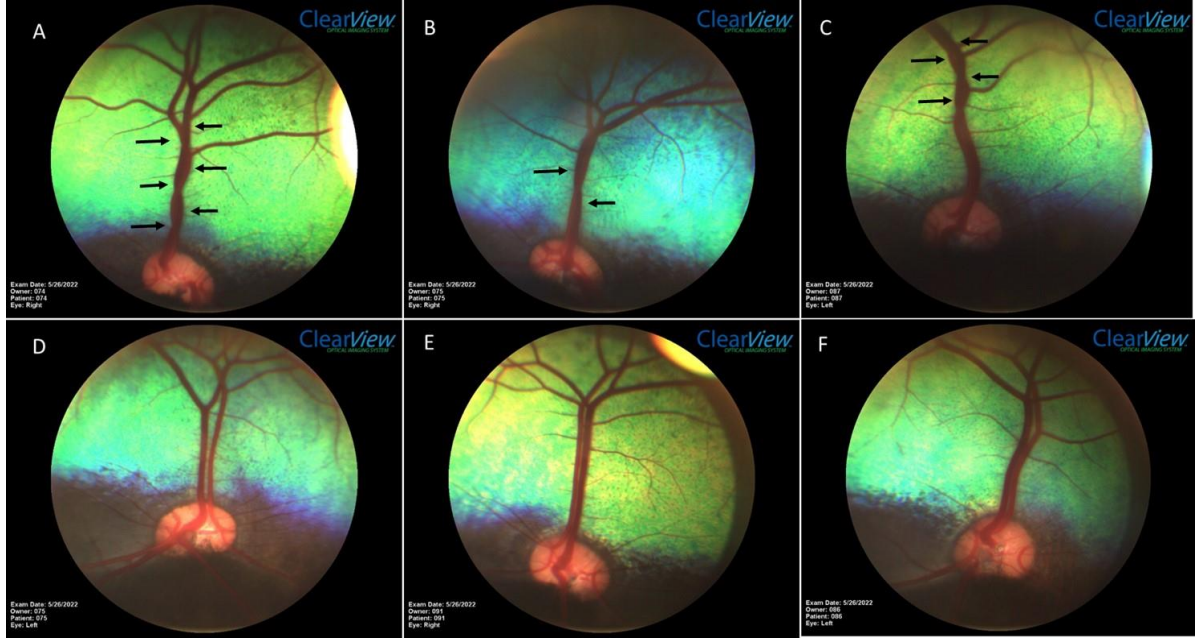 A
ClearView
OPTICAL IMAGING SYSTEM
Exam Date: 5/26/2022
Owner: 074
Patient: 074
Eye: Right
B
ClearView
OPTICAL IMAGING SYSTEM
Exam Date: 5/26/2022
Owner: 075
Patient: 075
Eye: Right
C
ClearView
OPTICAL IMAGING SYSTEM
Exam Date: 5/26/2022
Owner: 087
Patient: 087
Eye: Left
D
ClearView
OPTICAL IMAGING SYSTEM
Exam Date: 5/26/2022
Owner: 075
Patient: 075
Eye: Left
E
ClearView
OPTICAL IMAGING SYSTEM
Exam Date: 5/26/2022
Owner: 091
Patient: 091
Eye: Right
F
ClearView
OPTICAL IMAGING SYSTEM
Exam Date: 5/26/2022
Owner: 086
Patient: 086
Eye: Left